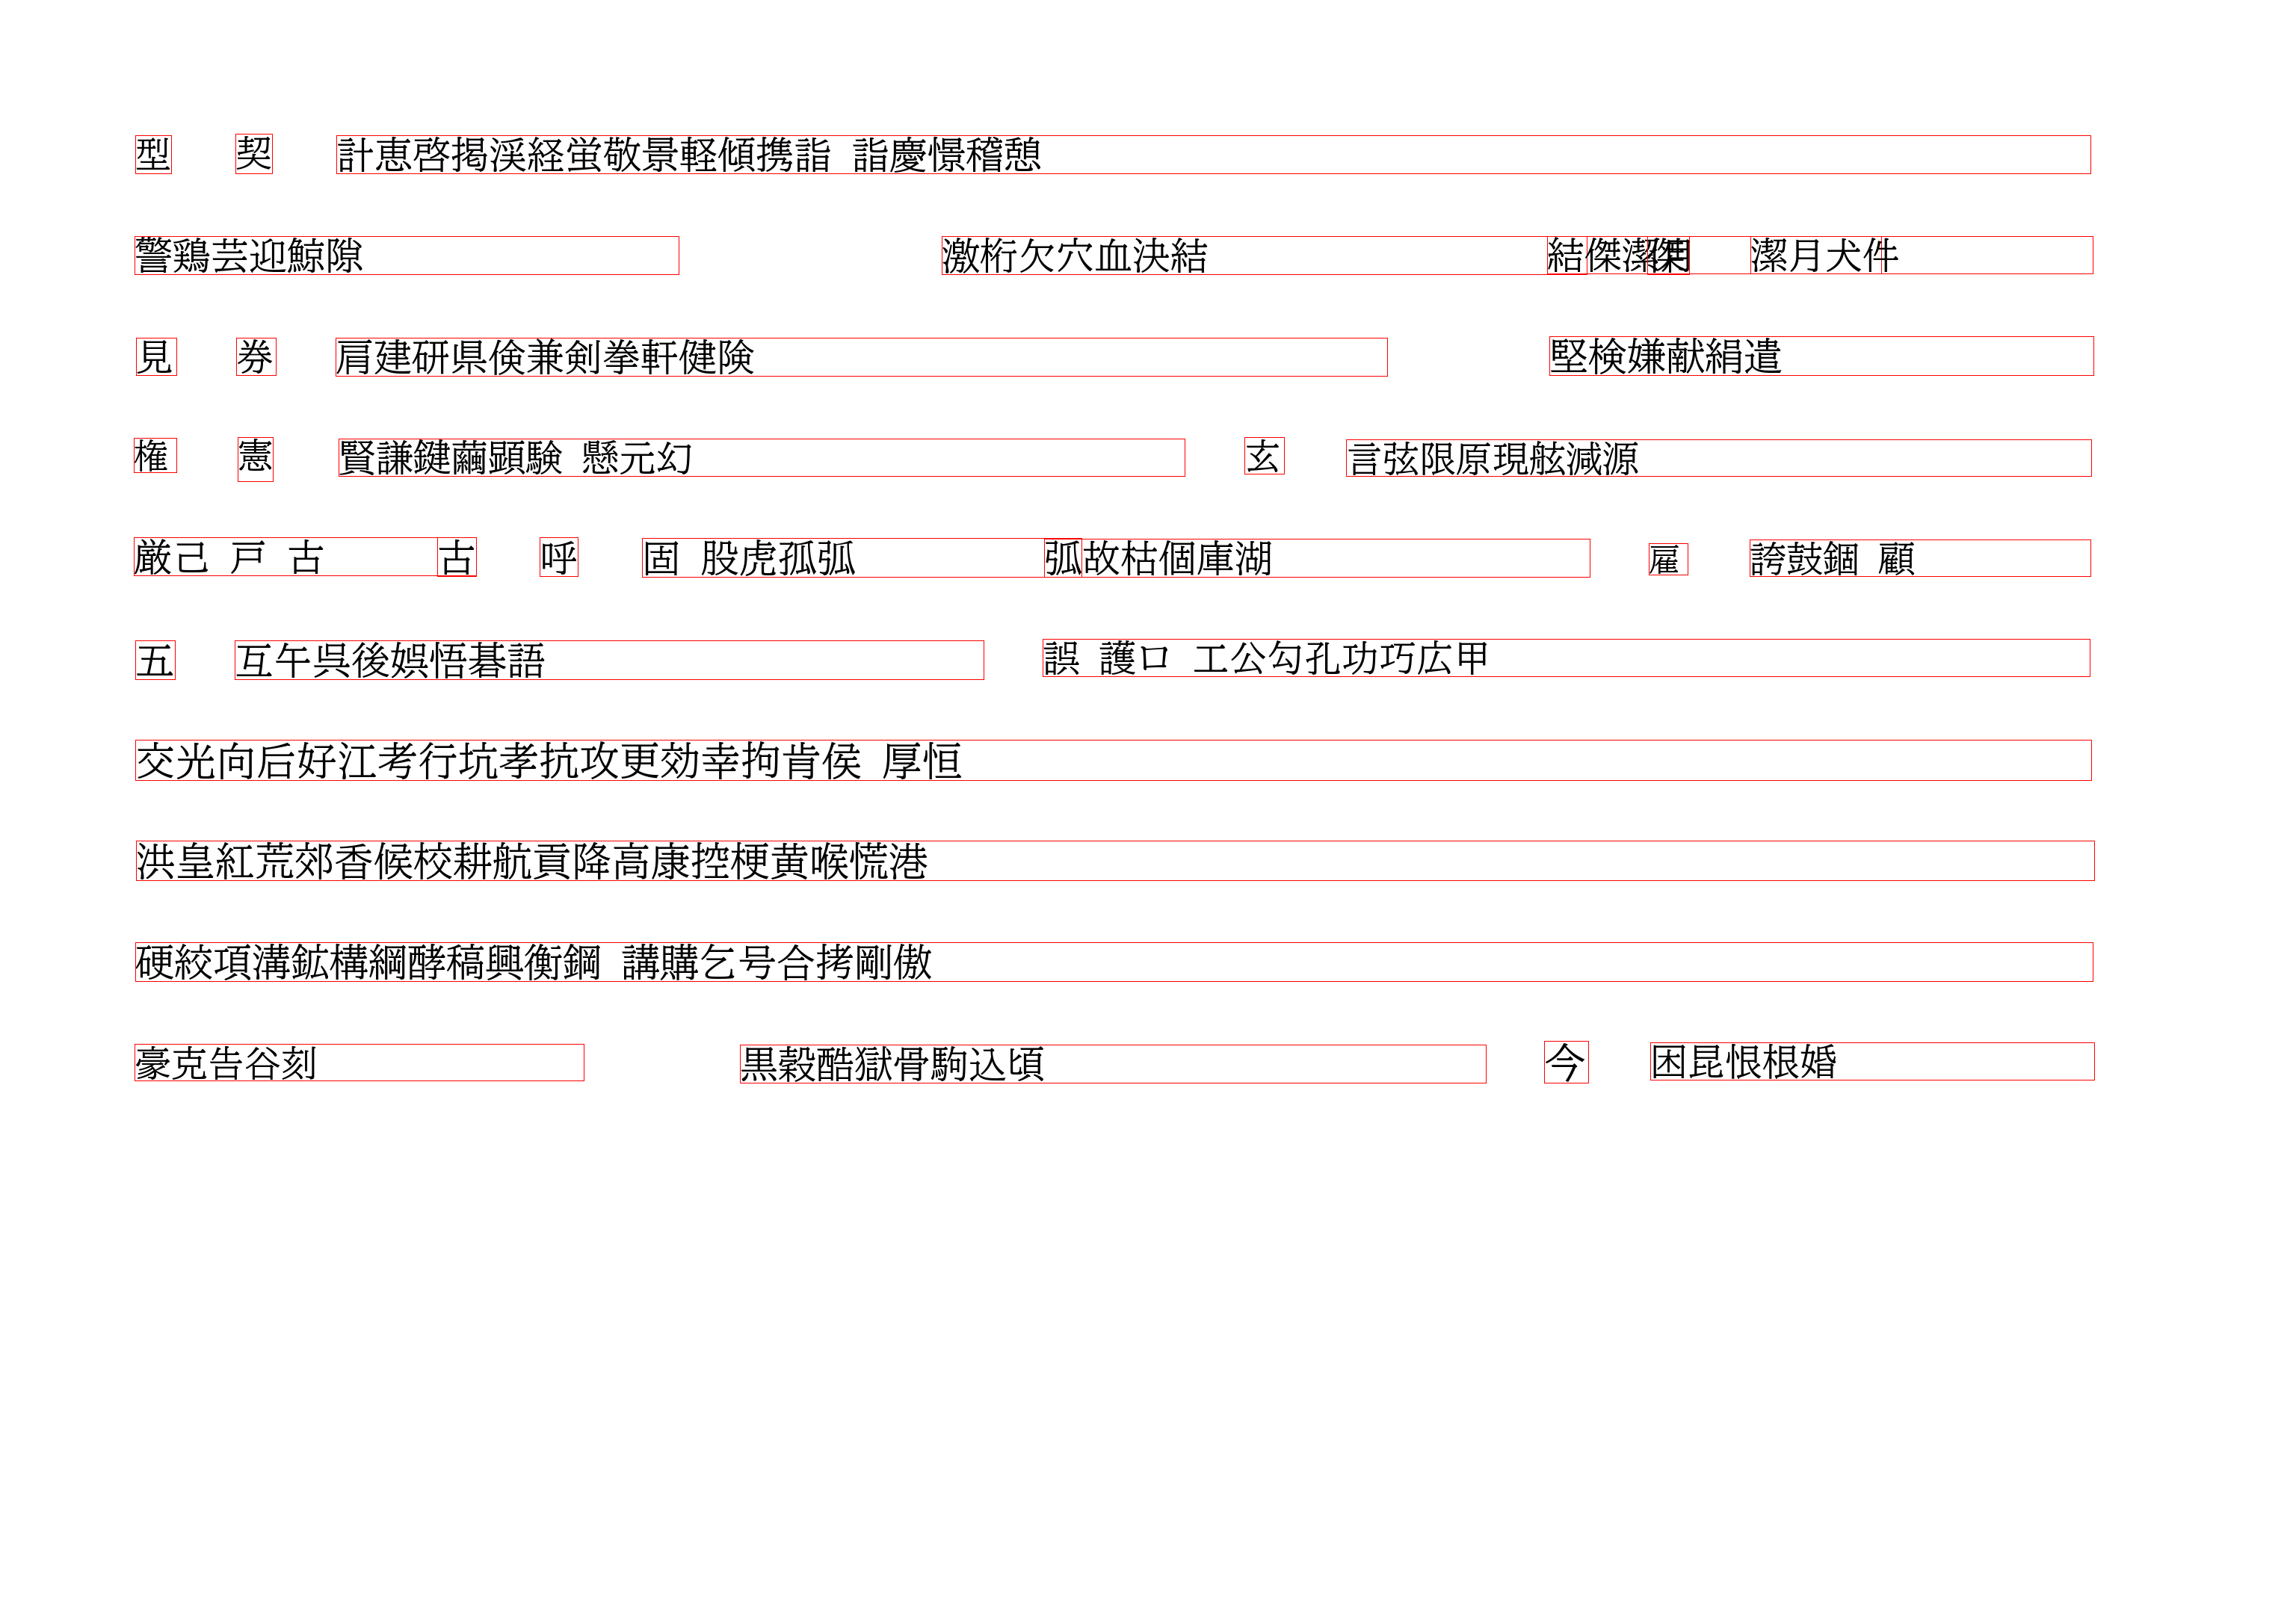 型 契 計恵啓掲渓経蛍敬景軽傾携詣 詣慶憬稽憩
警鶏芸迎鯨隙 激桁欠穴血決結 結傑潔月 傑 潔月犬件
見 券 肩建研県倹兼剣拳軒健険 堅検嫌献絹遣
権 憲 賢謙鍵繭顕験 懸元幻 玄 言弦限原現舷減源
厳己 戸 古 古 呼 固 股虎孤弧 弧故枯個庫湖 雇 誇鼓錮 顧
五 互午呉後娯悟碁語 誤 護ロ 工公勾孔功巧広甲
交光向后好江考行坑孝抗攻更効幸拘肯侯 厚恒
洪皇紅荒郊香候校耕航貢降高康控梗黄喉慌港
硬絞項溝鉱構綱酵稿興衡鋼 講購乞号合拷剛傲
豪克告谷刻 黒穀酷獄骨駒込頃 今 困昆恨根婚